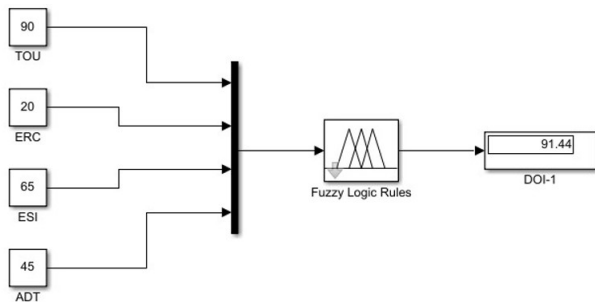 90
TOU
20
ERC
65
ESI
45
ADT
Fuzzy Logic Rules
91.44
DOI-1